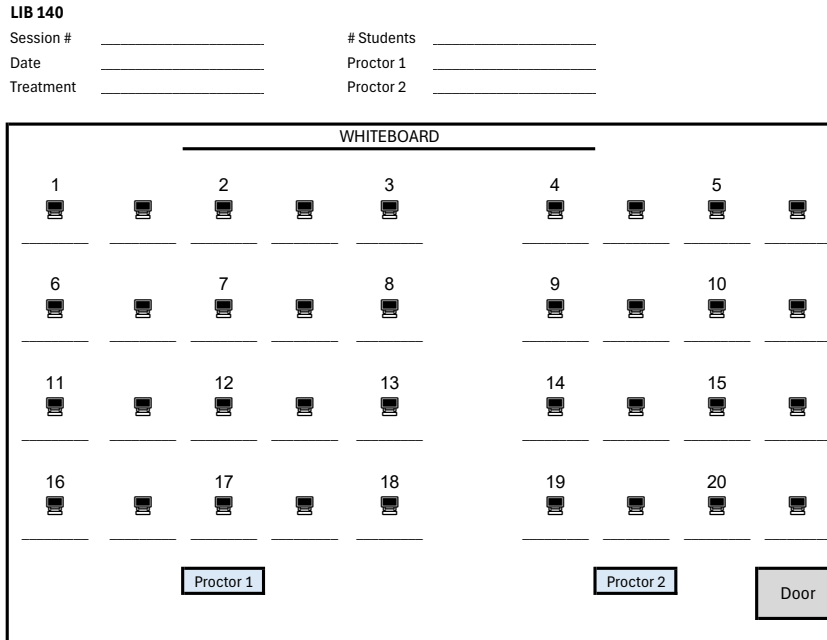 LIB 140
Session # # Students
Date Proctor 1
Treatment Proctor 2
WHITEBOARD
1 2 3 4 5
6 7 8 9 10
11 12 13 14 15
16 17 18 19 20
Proctor 1 Proctor 2 Door